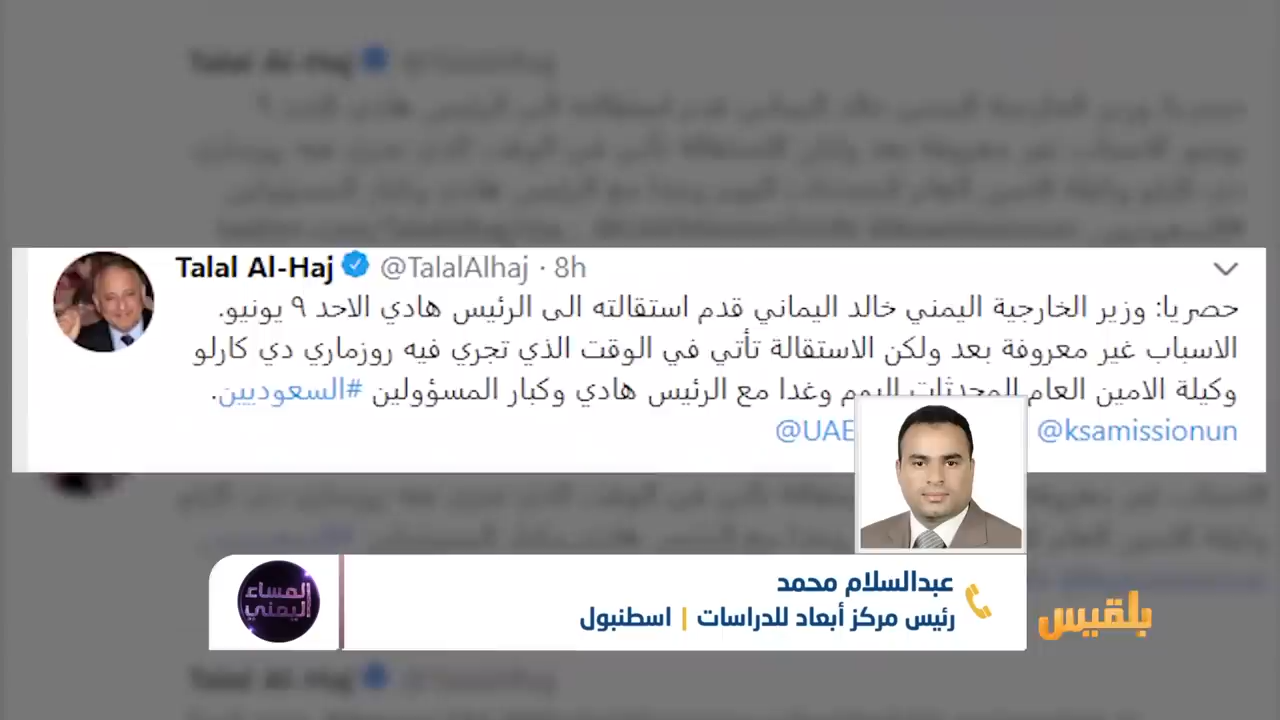 Talal Al-Haj @TalalAlhaj · 8h
حصريا: وزير الخارجية اليمني خالد اليماني قدم استقالته الى الرئيس هادي الاحد ٩ يونيو.
الاسباب غير معروفة بعد ولكن الاستقالة تأتي في الوقت الذي تجري فيه روزماري دي كارلو
وكيلة الامين العام المحدثات اليوم وغدا مع الرئيس هادي وكبار المسؤولين #السعوديين.
@ksamissionun @UAE
عبدالسلام محمد
رئيس مركز أبعاد للدراسات | اسطنبول
المساء
اليمني
بلقيس